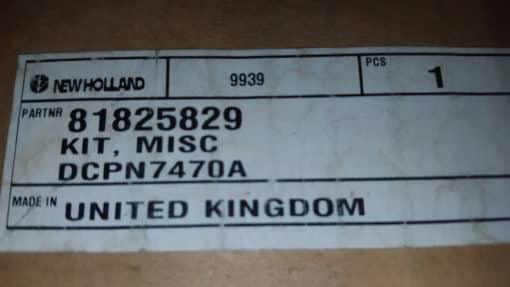 NEW HOLLAND 9939 PCS 1
PARTNR 81825829
KIT, MISC
DCPN7470A
MADE IN UNITED KINGDOM